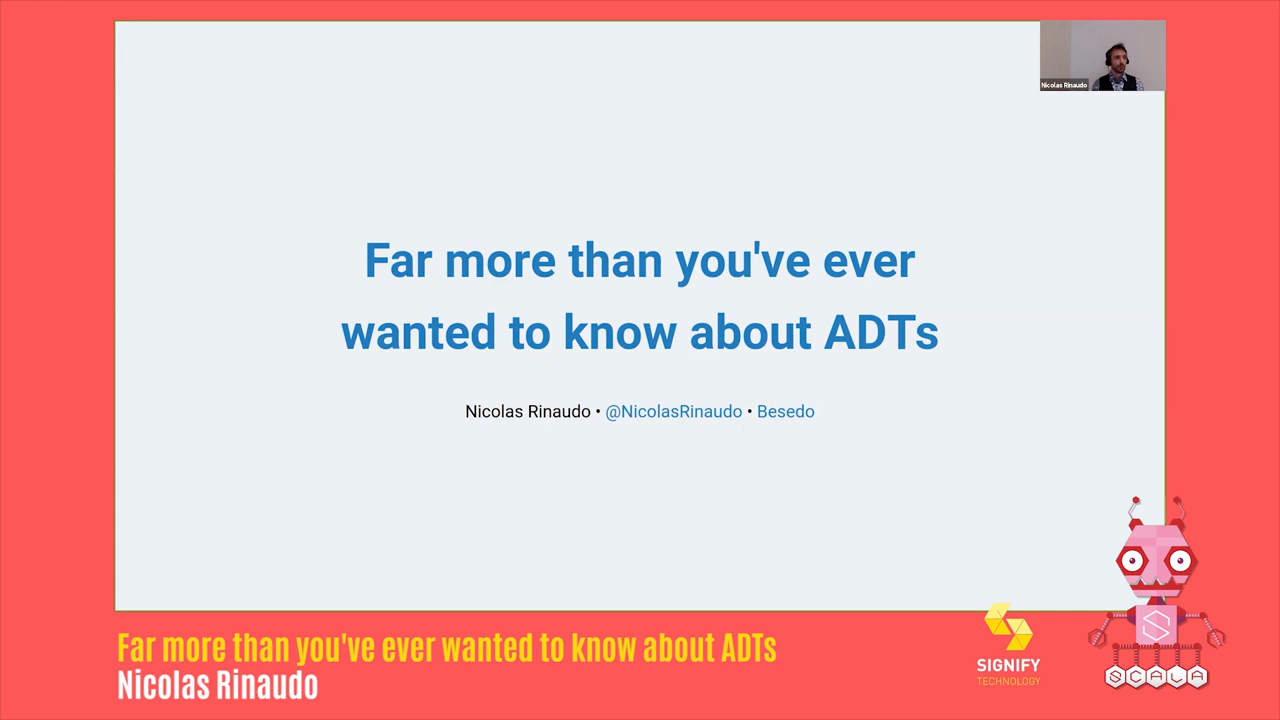 Nicolas Rinaudo
Far more than you've ever
wanted to know about ADTs
Nicolas Rinaudo • @NicolasRinaudo • Besedo
Far more than you've ever wanted to know about ADTs
Nicolas Rinaudo
SIGNIFY
TECHNOLOGY
SCALA